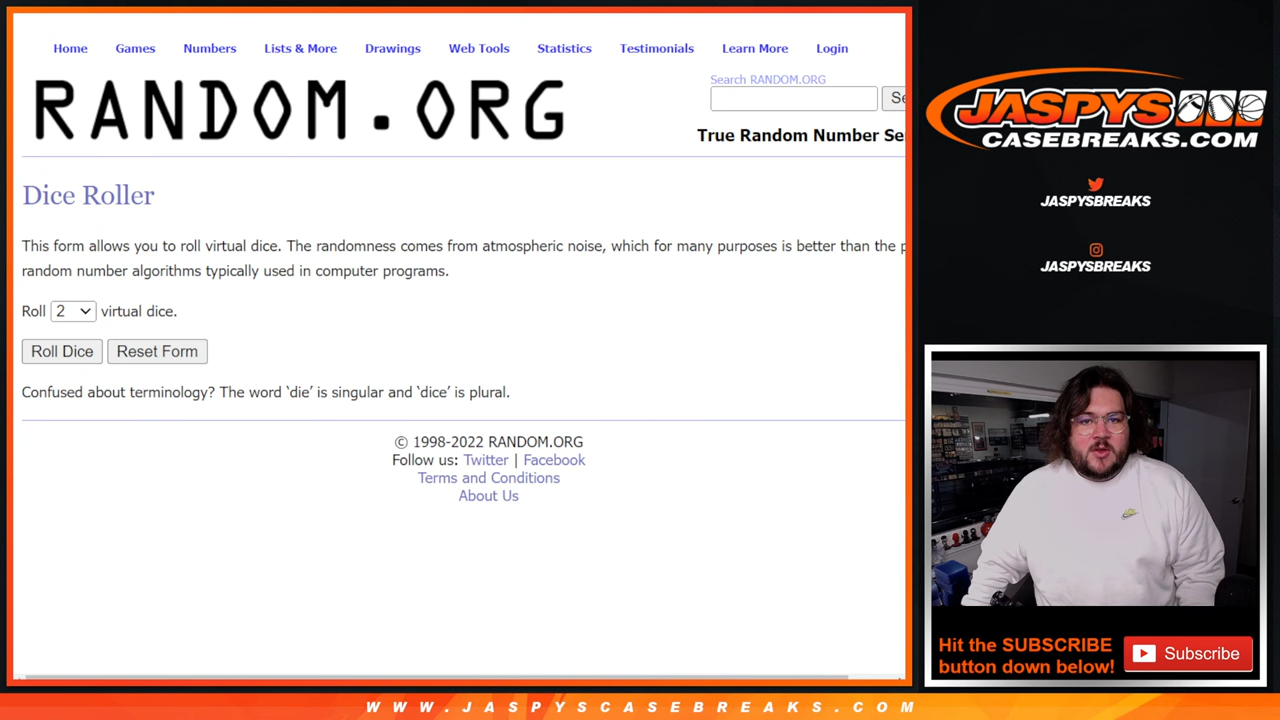 Home Games Numbers Lists & More Drawings Web Tools Statistics Testimonials Learn More Login
RANDOM.ORG
Search RANDOM.ORG
Se
True Random Number Se
Dice Roller
This form allows you to roll virtual dice. The randomness comes from atmospheric noise, which for many purposes is better than the p
random number algorithms typically used in computer programs.
Roll 2 virtual dice.
Roll Dice Reset Form
Confused about terminology? The word ‘die’ is singular and ‘dice’ is plural.
© 1998-2022 RANDOM.ORG
Follow us: Twitter | Facebook
Terms and Conditions
About Us
JASPYS
CASEBREAKS.COM
JASPYSBREAKS
JASPYSBREAKS
Hit the SUBSCRIBE
button down below!
Subscribe
WWW.JASPYSCASEBREAKS.COM